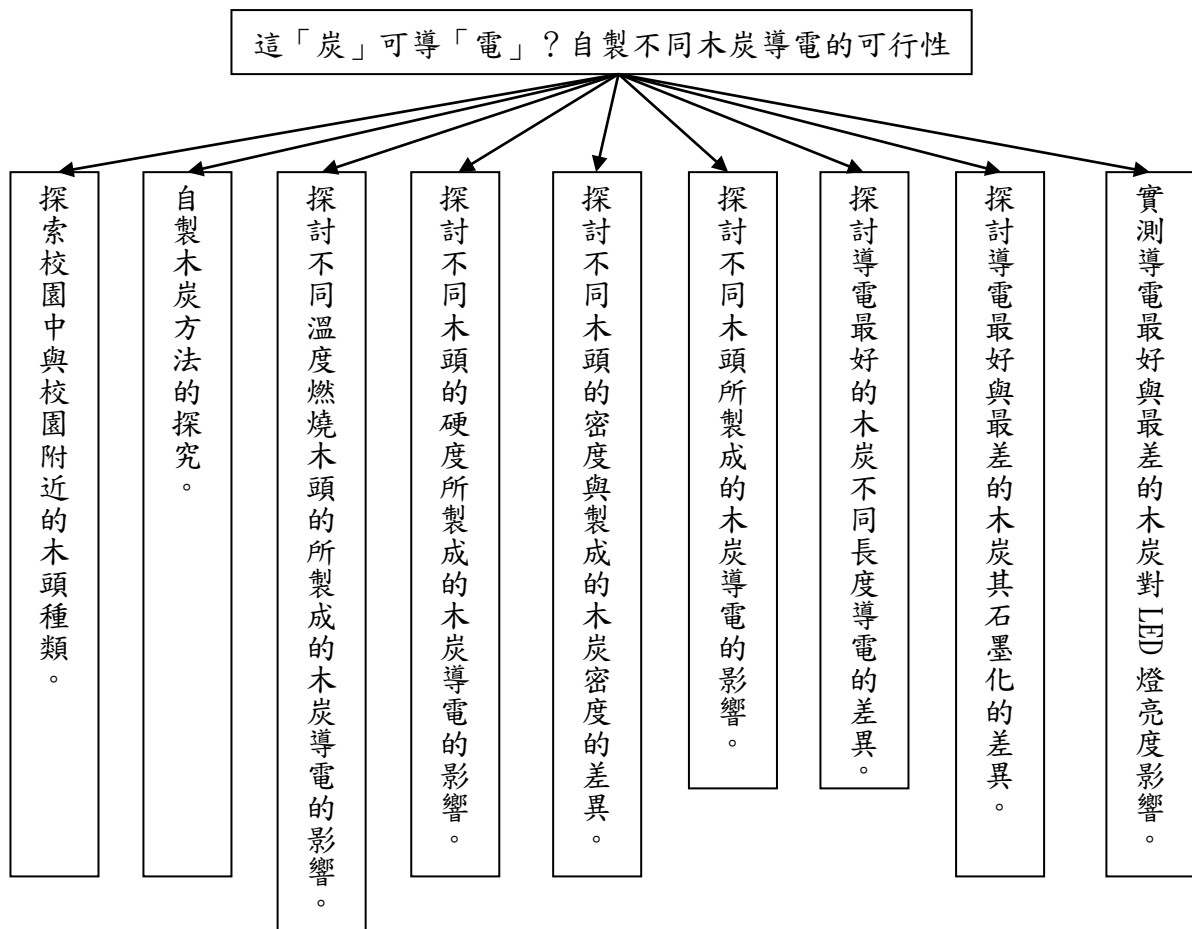 這「炭」可導「電」?自製不同木炭導電的可行性
探索校園中與校園附近的木頭種類。
自製木炭方法的探究。
探討不同溫度燃燒木頭的所製成的木炭導電的影響。
探討不同木頭的硬度所製成的木炭導電的影響。
探討不同木頭的密度與製成的木炭密度的差異。
探討不同木頭所製成的木炭導電的影響。
探討導電最好的木炭不同長度導電的差異。
探討導電最好與最差的木炭其石墨化的差異。
實測導電最好與最差的木炭對 LED 燈亮度影響。